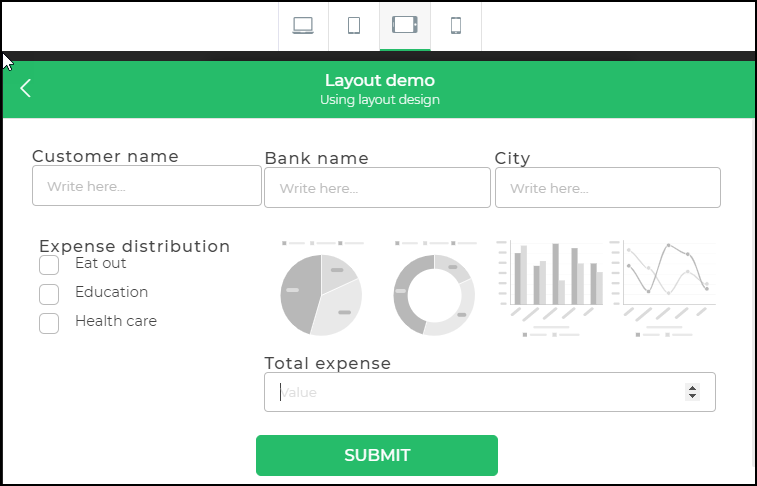 Layout demo
Using layout design
Customer name
Bank name
City
Write here...
Write here...
Write here...
Expense distribution
Eat out
Education
Health care
Total expense
Value
SUBMIT